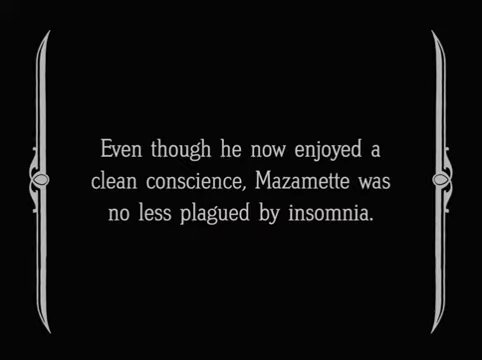 Even though he now enjoyed a
clean conscience, Mazamette was
no less plagued by insomnia.